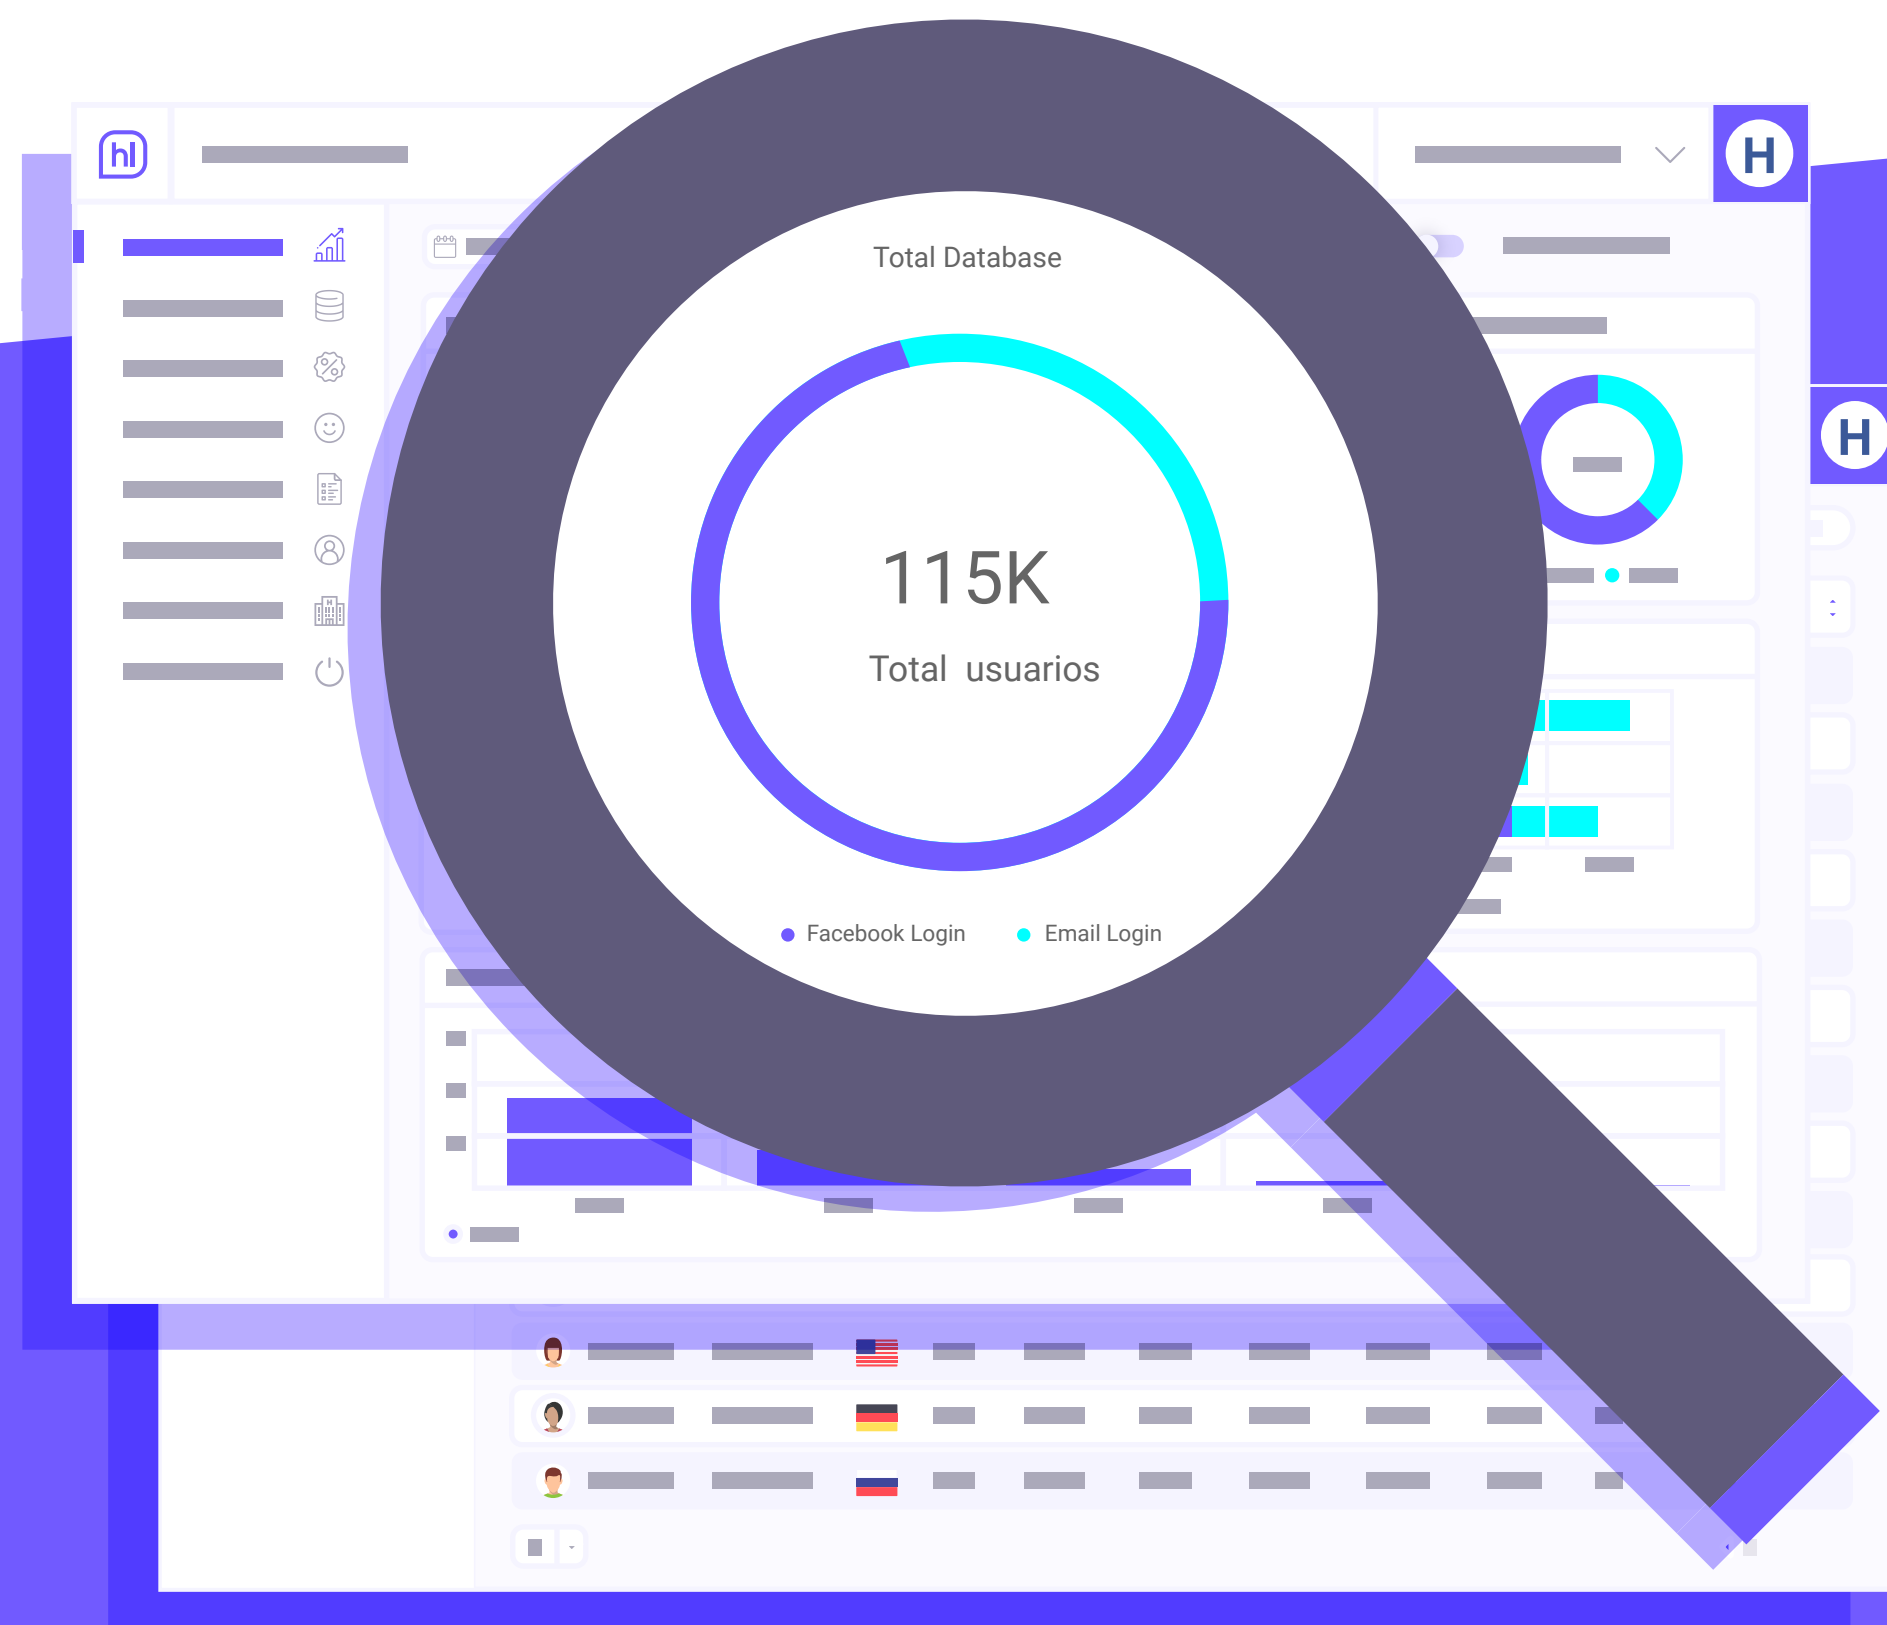 hl
H
Total Database
H
115K
Total usuarios
Facebook Login
Email Login